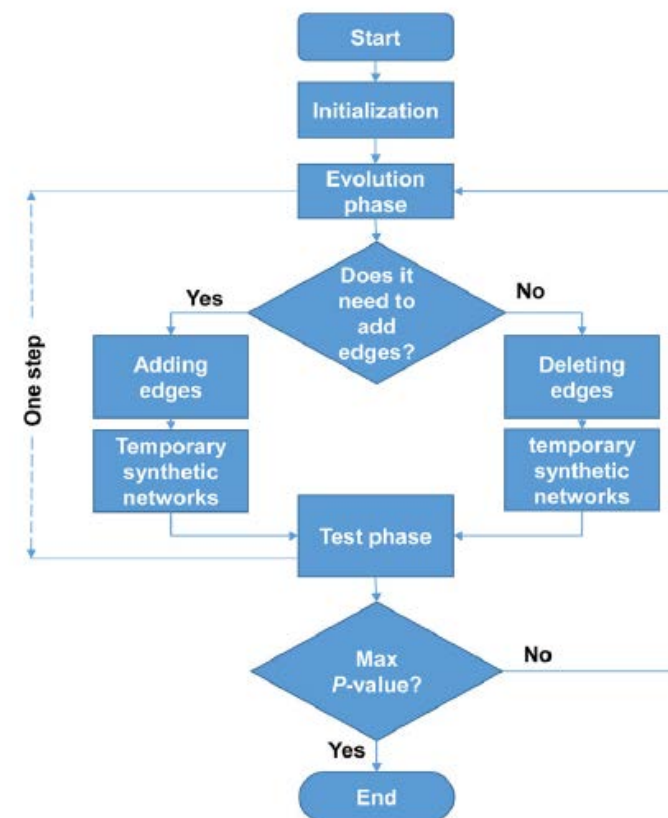 Start
Initialization
Evolution
phase
Does it
need to
add
edges?
Yes
No
Adding
edges
Deleting
edges
One step
Temporary
synthetic
networks
temporary
synthetic
networks
Test phase
Max
P-value?
No
Yes
End